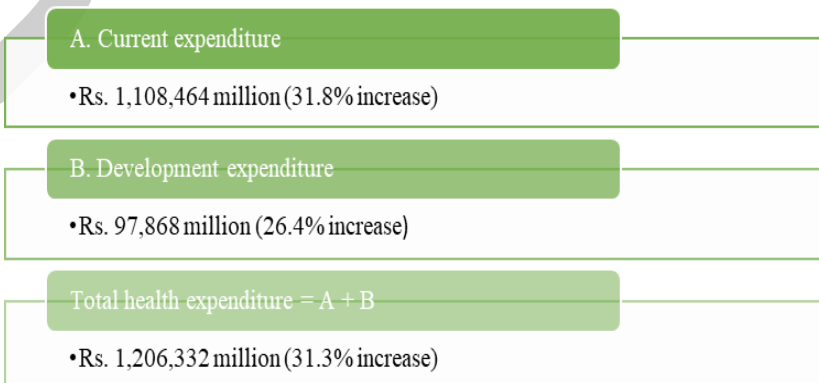 A. Current expenditure
•Rs. 1,108,464 million (31.8% increase)
B. Development expenditure
•Rs. 97,868 million (26.4% increase)
Total health expenditure = A + B
•Rs. 1,206,332 million (31.3% increase)